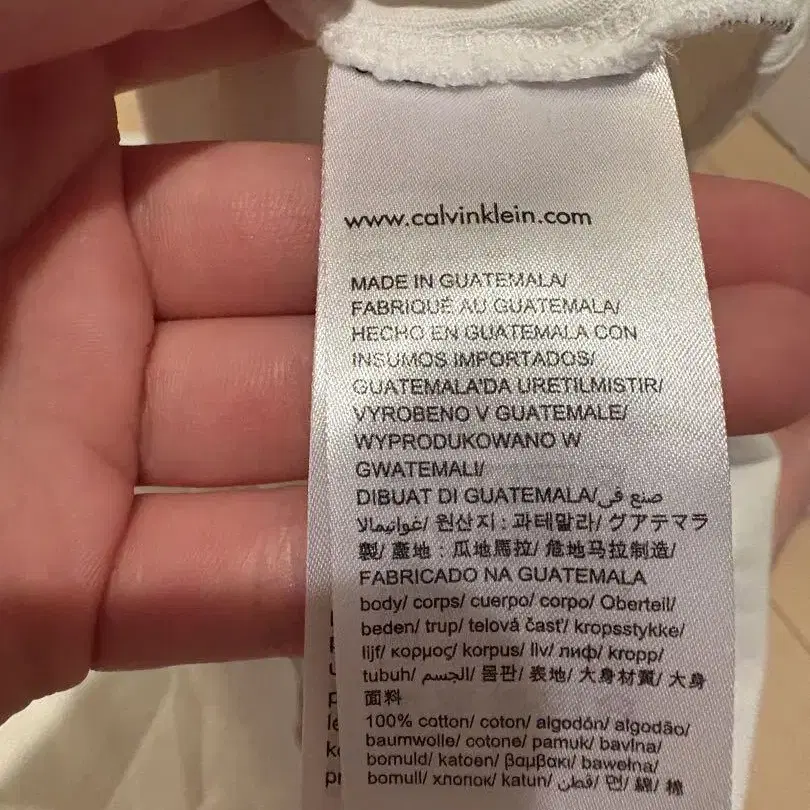 www.calvinklein.com
MADE IN GUATEMALA/
FABRIQUÉ AU GUATEMALA/
HECHO EN GUATEMALA CON
INSUMOS IMPORTADOS/
GUATEMALA'DA URETILMISTIR/
VYROBENO V GUATEMALE/
WYPRODUKOWANO W
GWATEMALI/
DIBUAT DI GUATEMALA/صنع في
غواتيمالا/ 원산지 : 과테말라/ グアテマラ
製/ 產地 : 瓜地馬拉/ 危地马拉制造/
FABRICADO NA GUATEMALA
body/ corps/ cuerpo/ corpo/ Oberteil/
beden/ trup/ telová časť/ kropsstykke/
lijf/ κορμος/ korpus/ liv/ лиф/ kropp/
tubuh/ الجسم/ 몸판/ 表地/ 大身材質/ 大身
面料
100% cotton/ coton/ algodón/ algodão/
baumwolle/ cotone/ pamuk/ bavlna/
bomuld/ katoen/ βαμβακι/ bawełna/
bomull/ хлопок/ katun/ قطن/ 면/ 綿/ 棉